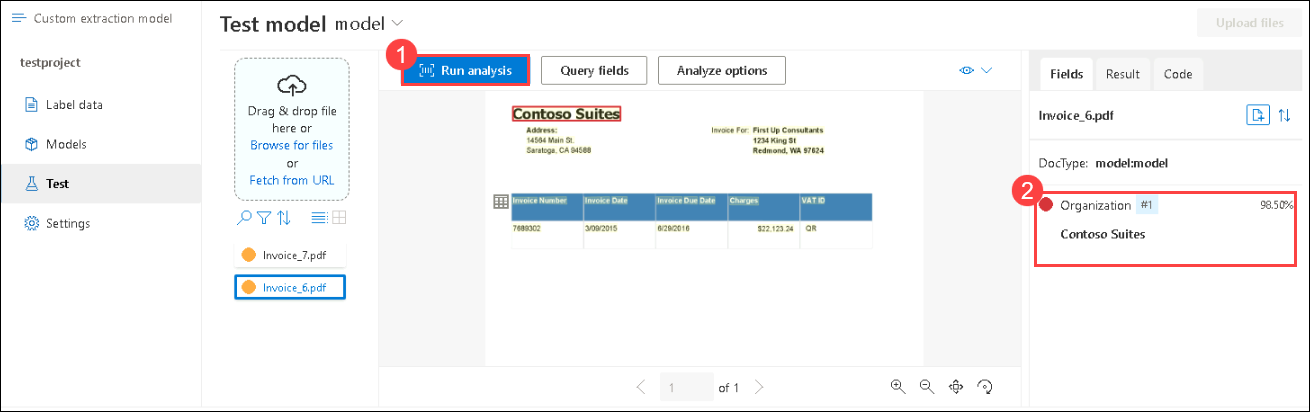 Custom extraction model
testproject
Label data
Models
Test
Settings
Test model model
Upload files
Drag & drop file
here or
Browse for files
or
Fetch from URL
Invoice_7.pdf
Invoice_6.pdf
1
Run analysis
Query fields
Analyze options
Contoso Suites
Address:
14564 Main St.
Saratoga, CA 94588
Invoice For: First Up Consultants
1234 King St
Redmond, WA 97624
Invoice Number Invoice Date Invoice Due Date Charges VAT ID
7689302 3/09/2015 6/29/2016 $22,123.24 QR
1 of 1
Fields Result Code
Invoice_6.pdf
DocType: model:model
2
Organization #1 98.50%
Contoso Suites